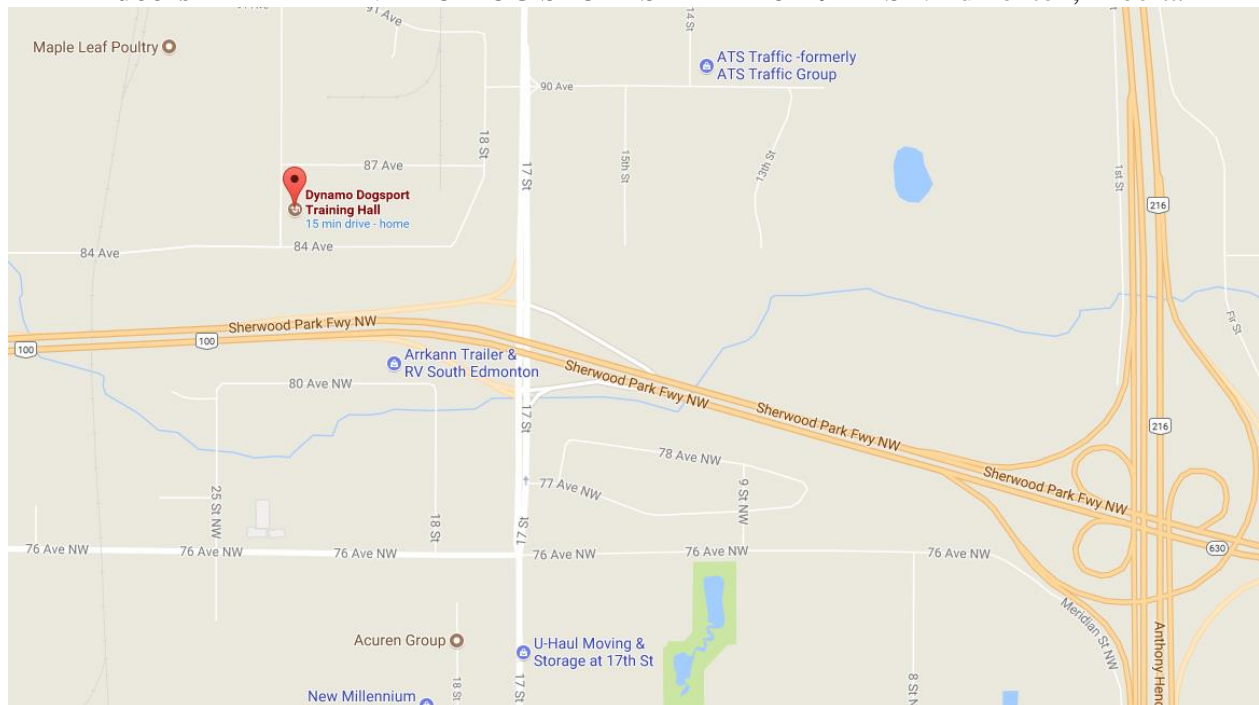 91 Ave
Maple Leaf Poultry
14 St
ATS Traffic -formerly
ATS Traffic Group
90 Ave
18 St
17 St
15th St
13th St
1st St
87 Ave
Dynamo Dogsport
Training Hall
15 min drive - home
216
84 Ave
84 Ave
Fir St
Sherwood Park Fwy NW
100
100
Arrkann Trailer &
RV South Edmonton
Sherwood Park Fwy NW
80 Ave NW
Sherwood Park Fwy NW
17 St
216
78 Ave NW
Sherwood Park Fwy NW
77 Ave NW
9 St NW
25 St NW
18 St
17 St
76 Ave NW
76 Ave NW
76 Ave NW
76 Ave NW
76 Ave NW
76 Ave NW
630
Meridian St NW
Acuren Group
U-Haul Moving &
Storage at 17th St
Anthony Hend
18 St
17 St
8 St N
New Millennium